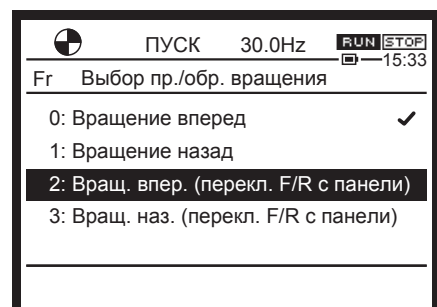 ПУСК 30.0Hz RUN STOP
15:33
Fr Выбор пр./обр. вращения
0: Вращение вперед
1: Вращение назад
2: Вращ. впер. (перекл. F/R с панели)
3: Вращ. наз. (перекл. F/R с панели)